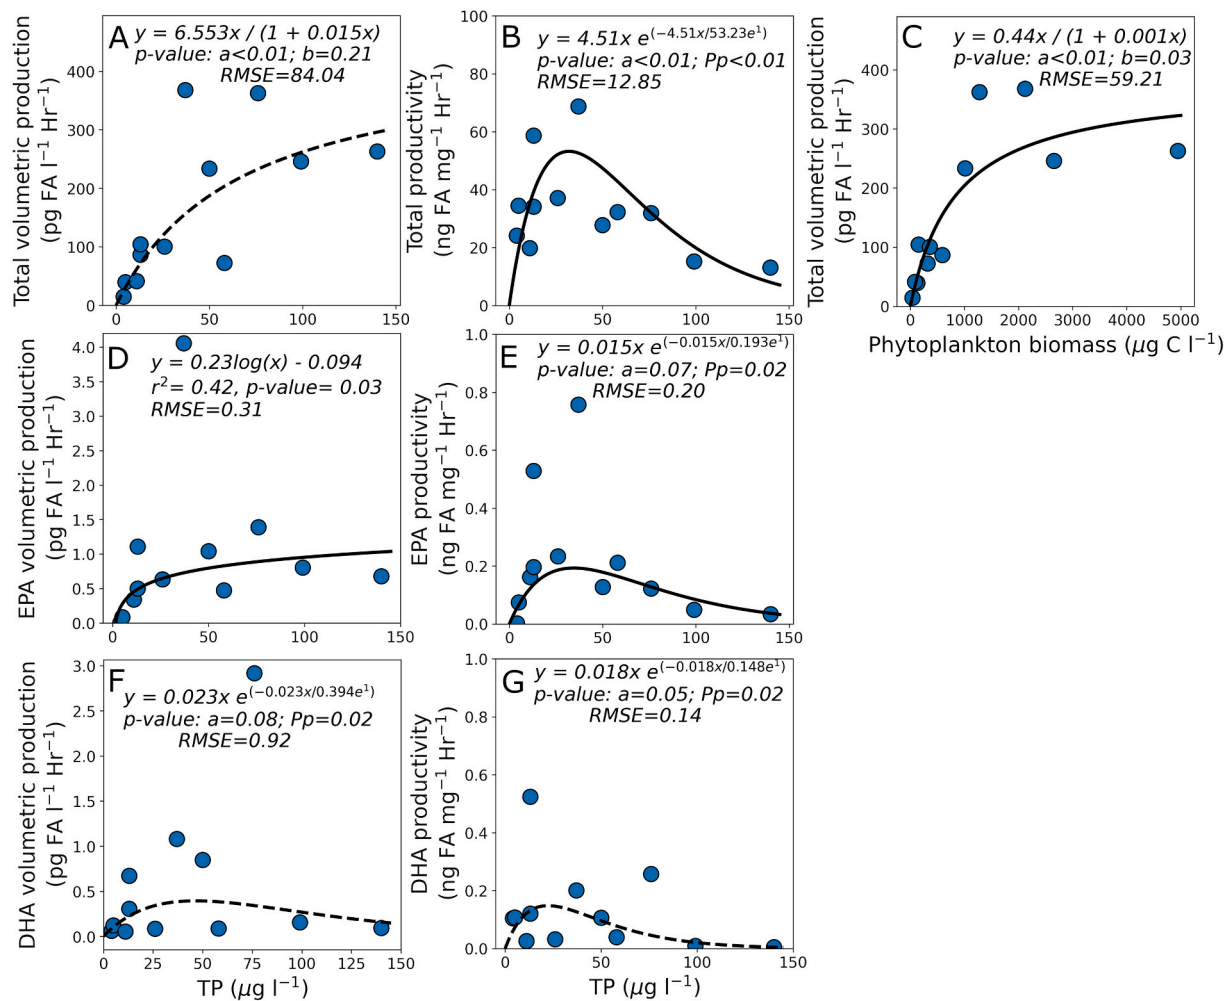 A
y = 6.553x / (1 + 0.015x)
p-value: a<0.01; b=0.21
RMSE=84.04
Total volumetric production
(pg FA l⁻¹ Hr⁻¹)
400
300
200
100
0
0 50 100 150
B
y = 4.51x e^(−4.51x/53.23e¹)
p-value: a<0.01; Pp<0.01
RMSE=12.85
Total productivity
(ng FA mg⁻¹ Hr⁻¹)
100
80
60
40
20
0
0 50 100 150
C
y = 0.44x / (1 + 0.001x)
p-value: a<0.01; b=0.03
RMSE=59.21
Total volumetric production
(pg FA l⁻¹ Hr⁻¹)
400
300
200
100
0
0 1000 2000 3000 4000 5000
Phytoplankton biomass (μg C l⁻¹)
D
y = 0.23log(x) - 0.094
r²= 0.42, p-value= 0.03
RMSE=0.31
EPA volumetric production
(pg FA l⁻¹ Hr⁻¹)
4.0
3.5
3.0
2.5
2.0
1.5
1.0
0.5
0.0
0 50 100 150
E
y = 0.015x e^(−0.015x/0.193e¹)
p-value: a=0.07; Pp=0.02
RMSE=0.20
EPA productivity
(ng FA mg⁻¹ Hr⁻¹)
1.0
0.8
0.6
0.4
0.2
0.0
0 50 100 150
F
y = 0.023x e^(−0.023x/0.394e¹)
p-value: a=0.08; Pp=0.02
RMSE=0.92
DHA volumetric production
(pg FA l⁻¹ Hr⁻¹)
3.0
2.5
2.0
1.5
1.0
0.5
0.0
0 25 50 75 100 125 150
TP (μg l⁻¹)
G
y = 0.018x e^(−0.018x/0.148e¹)
p-value: a=0.05; Pp=0.02
RMSE=0.14
DHA productivity
(ng FA mg⁻¹ Hr⁻¹)
1.0
0.8
0.6
0.4
0.2
0.0
0 50 100 150
TP (μg l⁻¹)